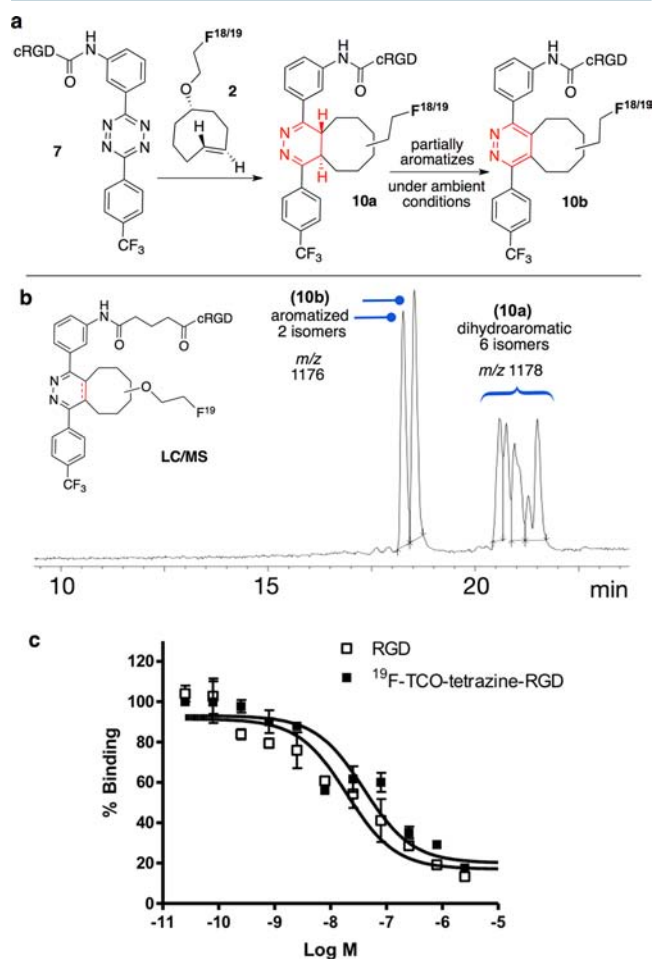 a
cRGD H N O
N N N N
7
CF3
F18/19
O
2
H H
H N cRGD O
F18/19
N N H H
10a
CF3
partially
aromatizes
under ambient
conditions
H N cRGD O
F18/19
N N
10b
CF3
b
H N O O cRGD
N N
O
F19
CF3
LC/MS
(10b)
aromatized
2 isomers
m/z
1176
(10a)
dihydroaromatic
6 isomers
m/z 1178
10 15 20 min
c
RGD
19F-TCO-tetrazine-RGD
% Binding
120
100
80
60
40
20
0
-11 -10 -9 -8 -7 -6 -5
Log M